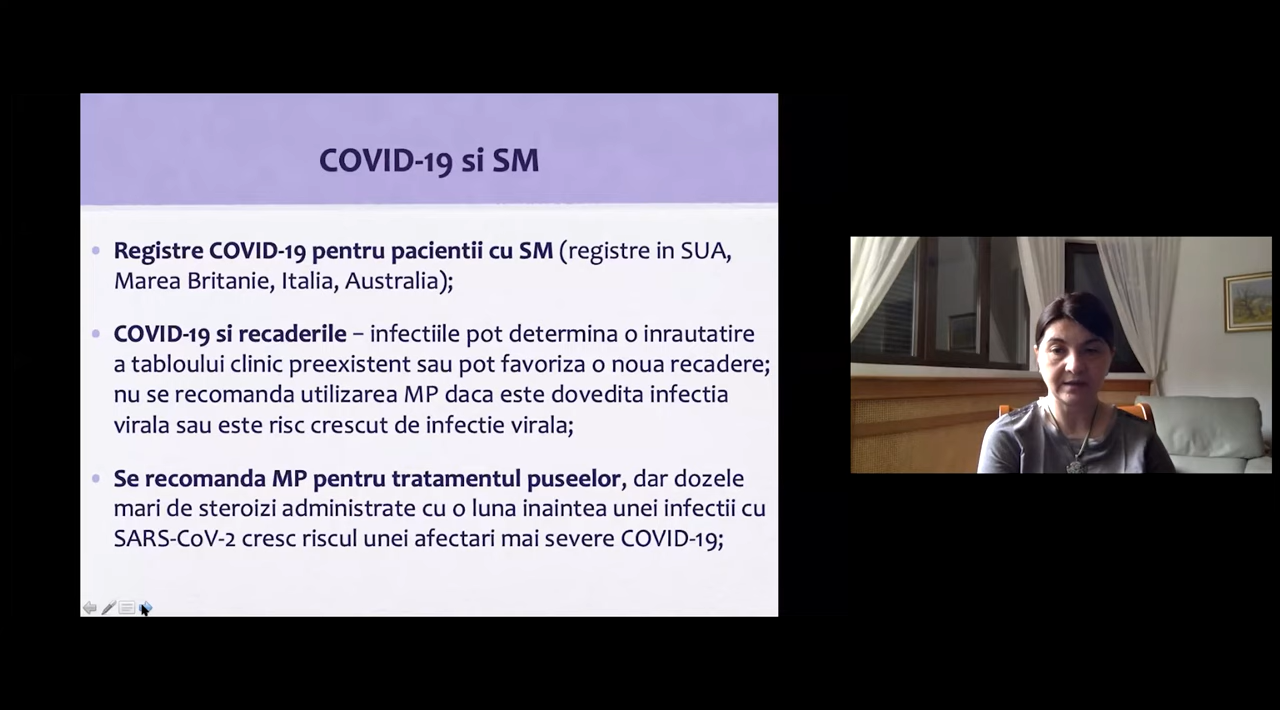 COVID-19 si SM
• Registre COVID-19 pentru pacientii cu SM (registre in SUA,
Marea Britanie, Italia, Australia);
• COVID-19 si recaderile – infectiile pot determina o inrautatire
a tabloului clinic preexistent sau pot favoriza o noua recadere;
nu se recomanda utilizarea MP daca este dovedita infectia
virala sau este risc crescut de infectie virala;
• Se recomanda MP pentru tratamentul puseelor, dar dozele
mari de steroizi administrate cu o luna inaintea unei infectii cu
SARS-CoV-2 cresc riscul unei afectari mai severe COVID-19;